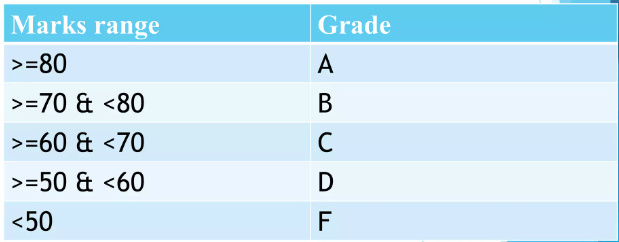 Marks range Grade
>=80 A
>=70 & <80 B
>=60 & <70 C
>=50 & <60 D
<50 F